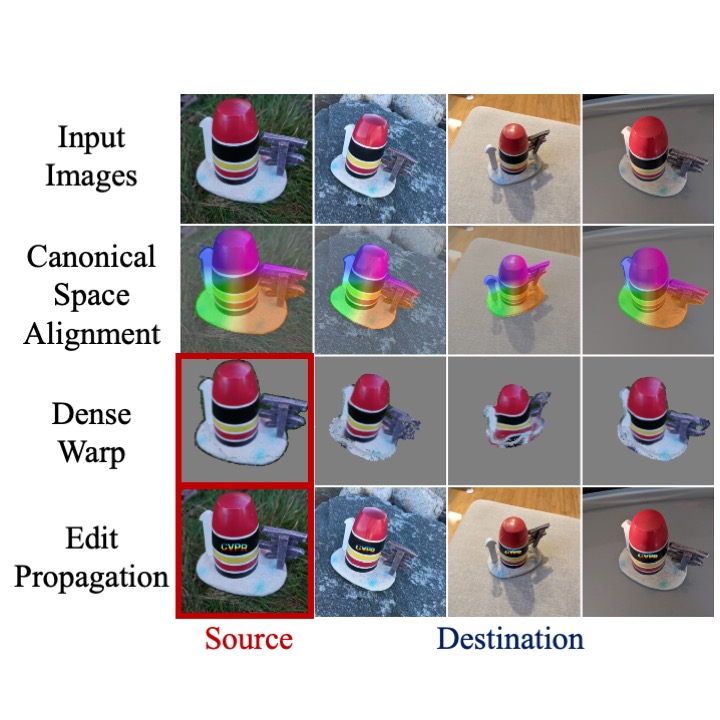 Input
Images
Canonical
Space
Alignment
Dense
Warp
Edit
Propagation
CVPR
CVPR
CVPR
CVPR
Source
Destination